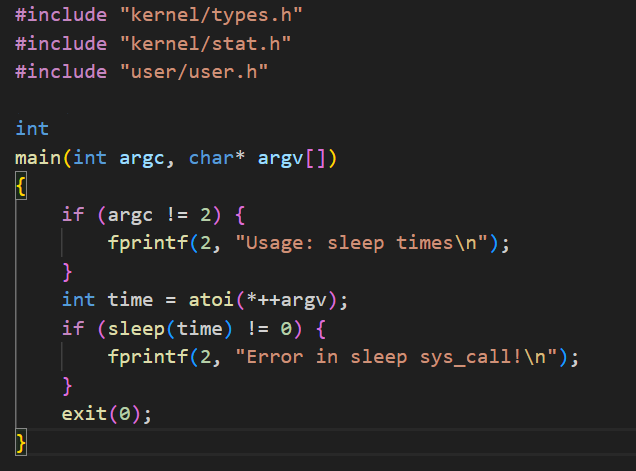 #include "kernel/types.h"
#include "kernel/stat.h"
#include "user/user.h"

int
main(int argc, char* argv[])
{
    if (argc != 2) {
        fprintf(2, "Usage: sleep times\n");
    }
    int time = atoi(*++argv);
    if (sleep(time) != 0) {
        fprintf(2, "Error in sleep sys_call!\n");
    }
    exit(0);
}